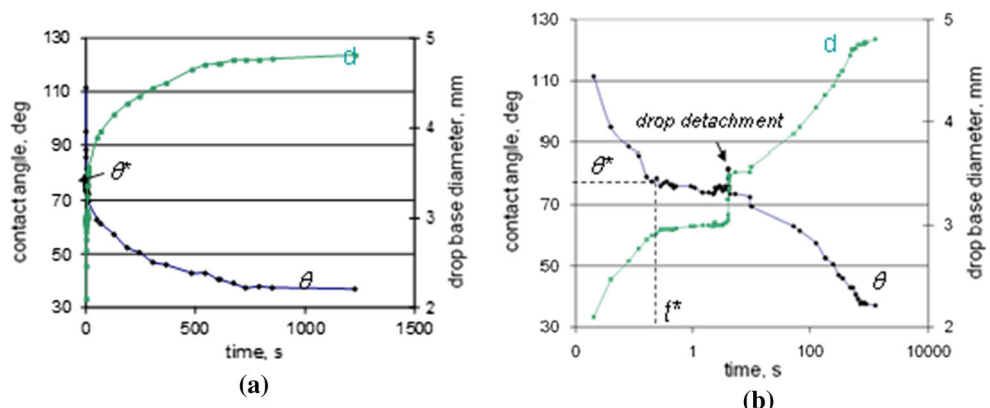 130
110
90
70
50
30
contact angle, deg
θ*
d
θ
5
4
3
2
drop base diameter, mm
0
500
1000
1500
time, s
(a)
130
110
90
70
50
30
contact angle, deg
θ*
drop detachment
d
θ
t*
5
4
3
2
drop base diameter, mm
0
1
100
10000
time, s
(b)